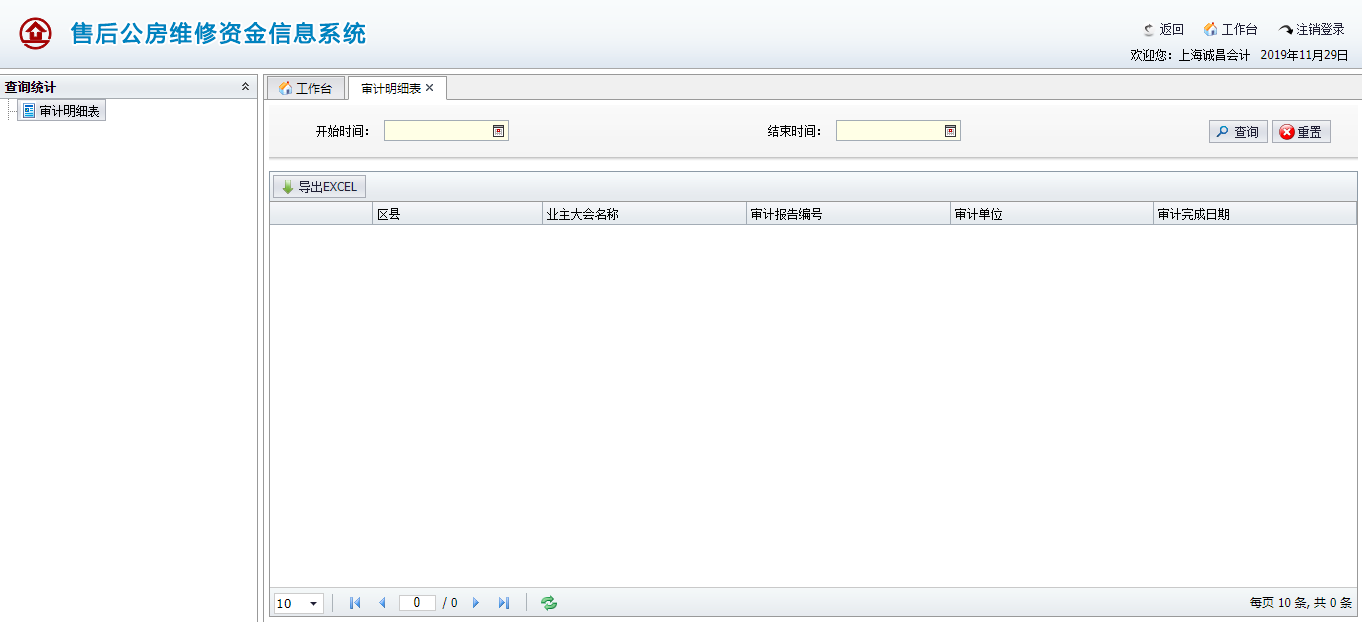 售后公房维修资金信息系统
返回 工作台 注销登录
欢迎您: 上海诚昌会计 2019年11月29日
查询统计
审计明细表
工作台 审计明细表
开始时间: 结束时间: 查询 重置
导出EXCEL
区县 业主大会名称 审计报告编号 审计单位 审计完成日期
10 0 / 0 每页 10 条, 共 0 条